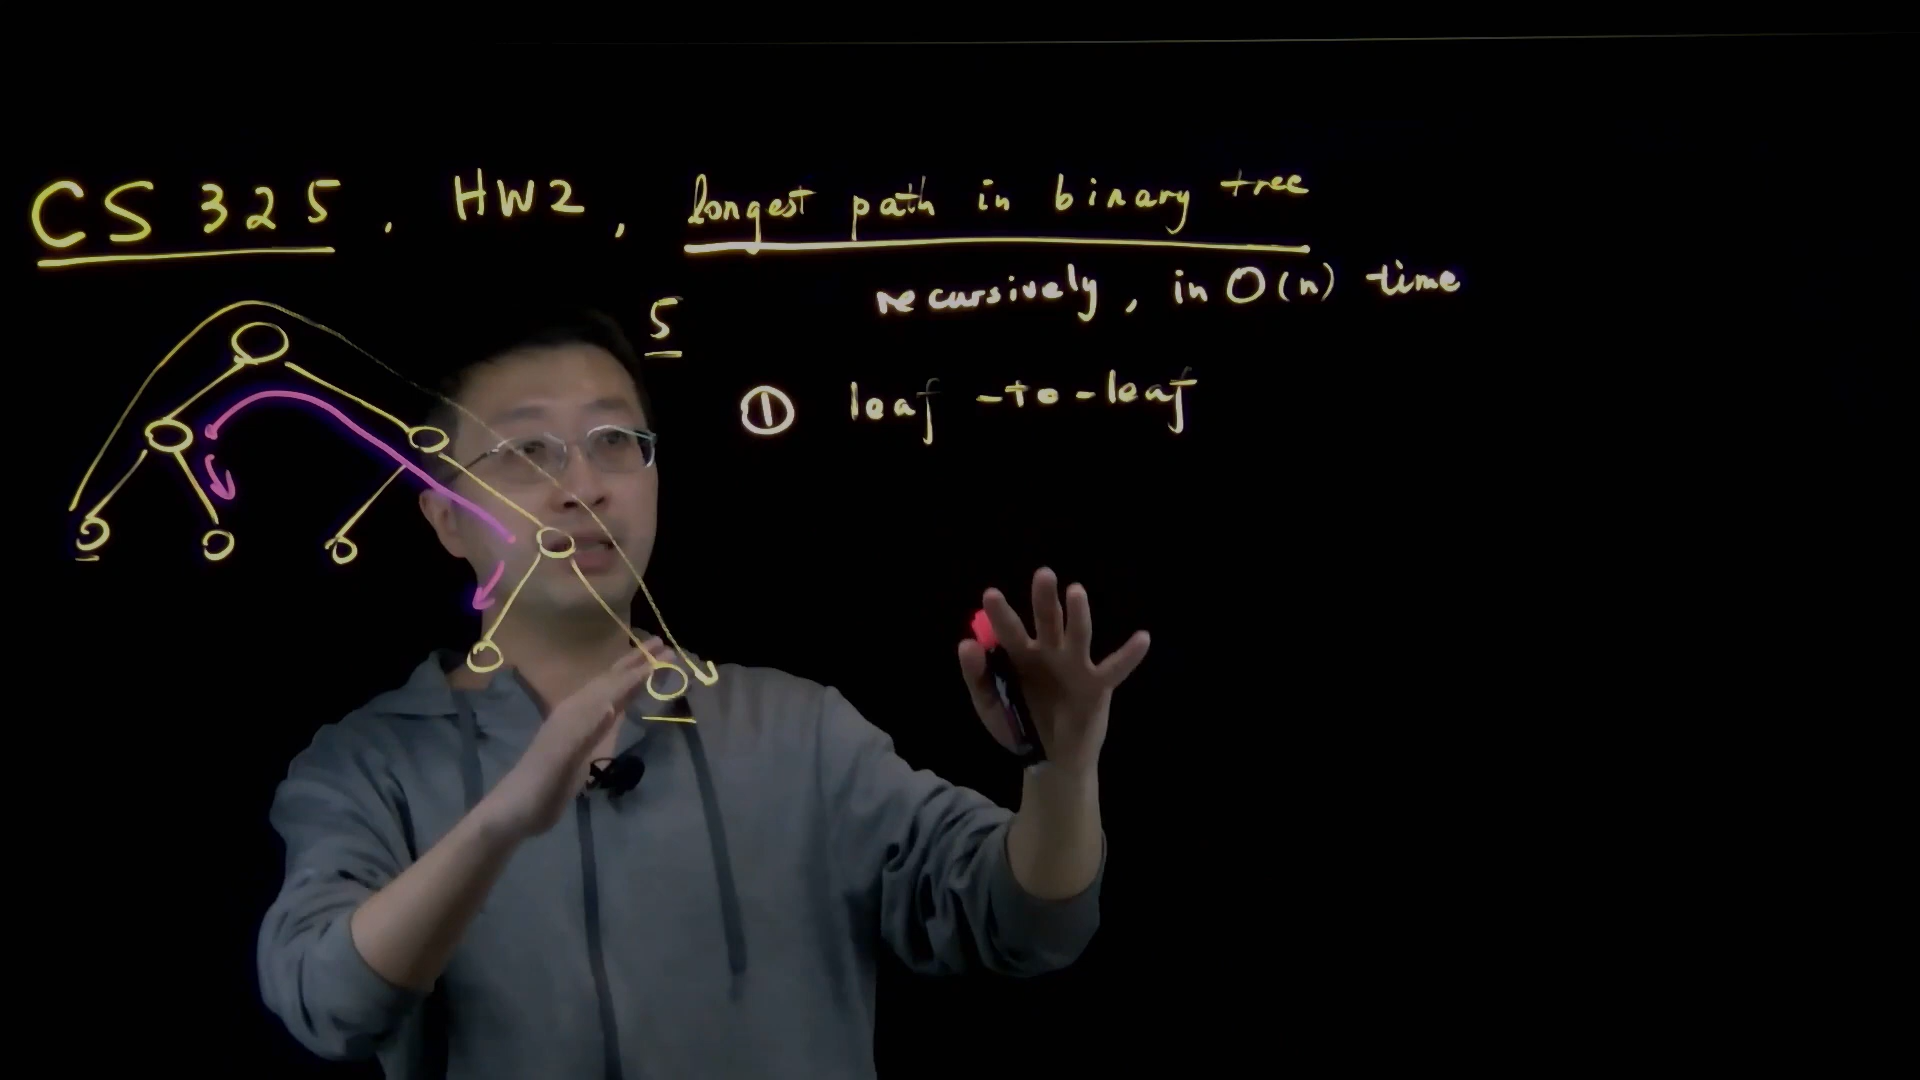 CS 325 , HW2 , longest path in binary tree
recursively , in O(n) time
5
① leaf -to-leaf